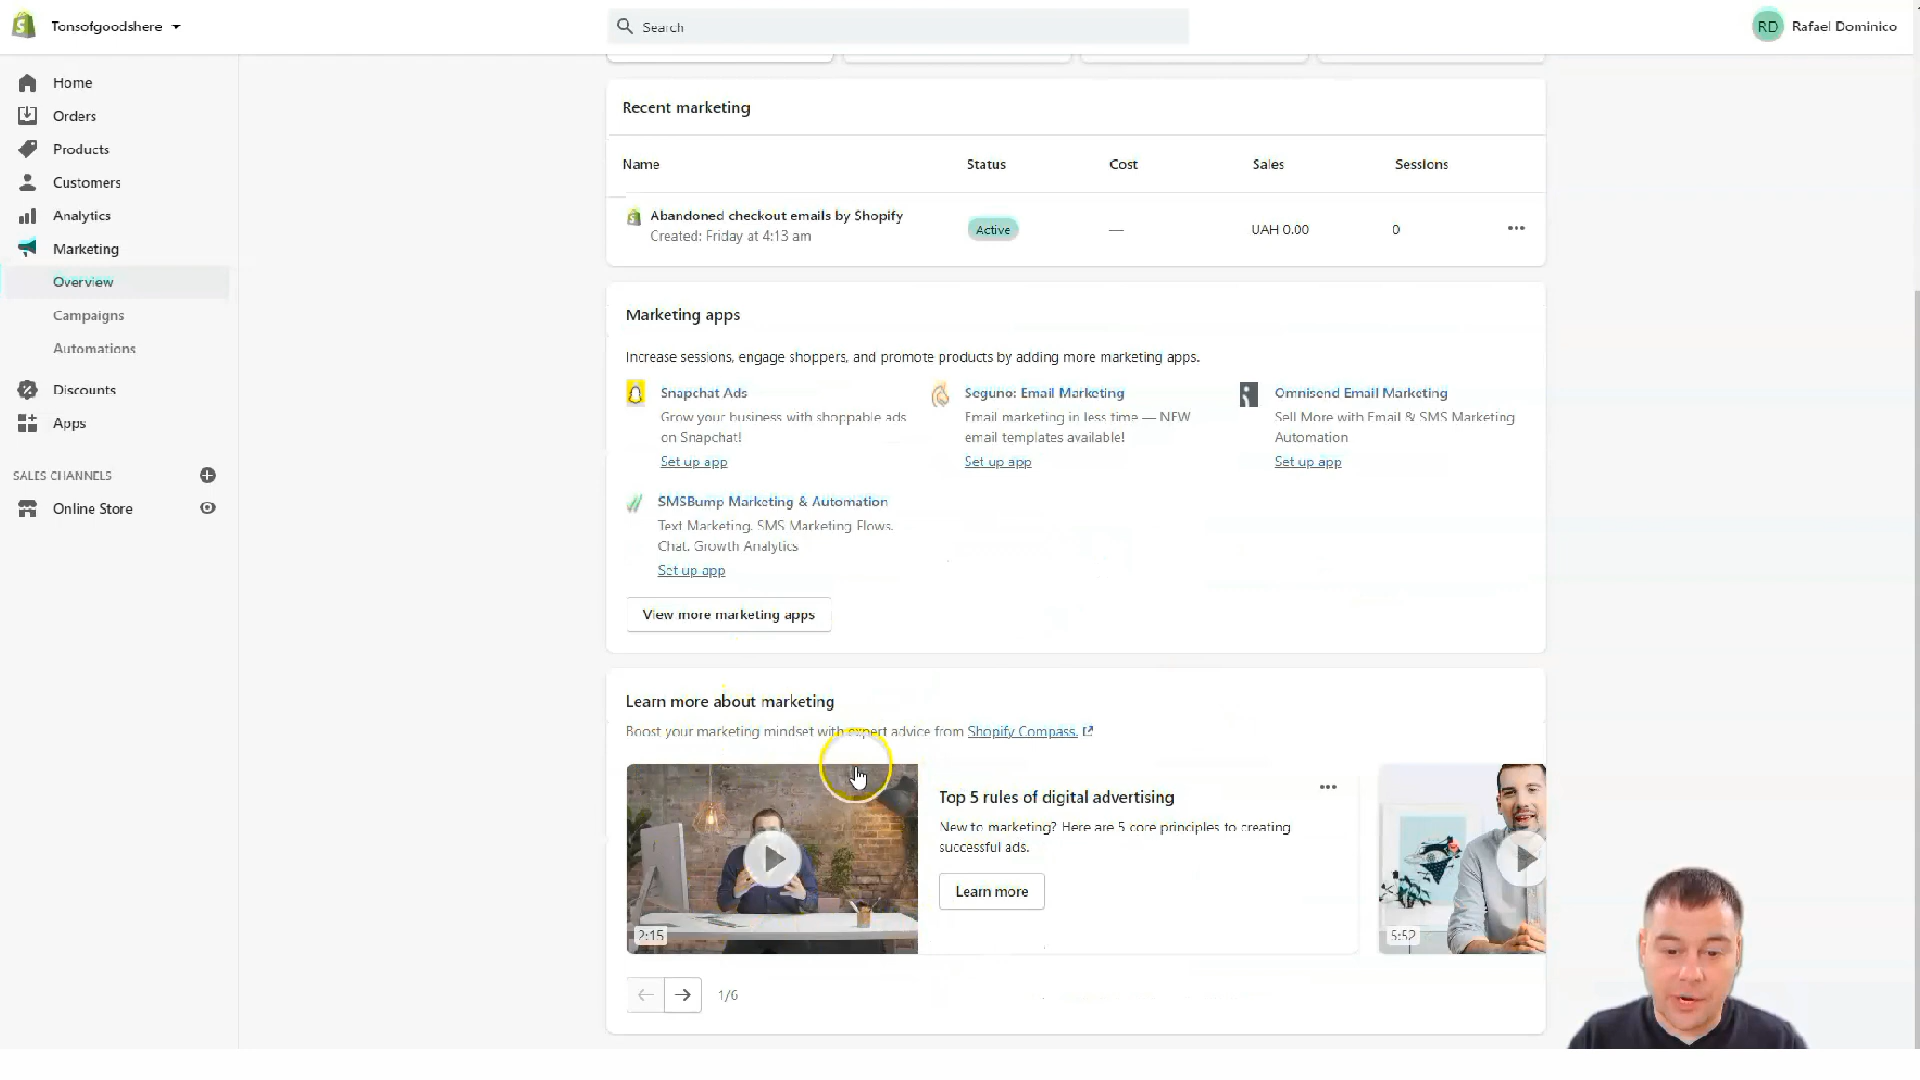 Tonsofgoodshere
Search
RD Rafael Dominico
Home
Orders
Products
Customers
Analytics
Marketing
Overview
Campaigns
Automations
Discounts
Apps
SALES CHANNELS
Online Store
Recent marketing
Name Status Cost Sales Sessions
Abandoned checkout emails by Shopify
Created: Friday at 4:13 am
Active — UAH 0.00 0
Marketing apps
Increase sessions, engage shoppers, and promote products by adding more marketing apps.
Snapchat Ads
Grow your business with shoppable ads
on Snapchat!
Set up app
Seguno: Email Marketing
Email marketing in less time — NEW
email templates available!
Set up app
Omnisend Email Marketing
Sell More with Email & SMS Marketing
Automation
Set up app
SMSBump Marketing & Automation
Text Marketing, SMS Marketing Flows,
Chat, Growth Analytics
Set up app
View more marketing apps
Learn more about marketing
Boost your marketing mindset with expert advice from Shopify Compass.
2:15
Top 5 rules of digital advertising
New to marketing? Here are 5 core principles to creating
successful ads.
Learn more
5:52
1/6